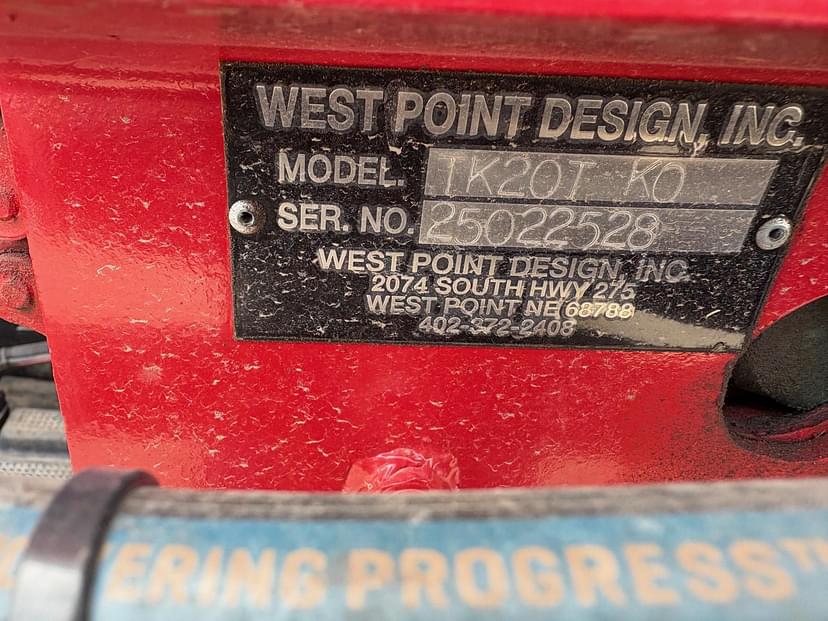 WEST POINT DESIGN, INC.
MODEL. 1K20T KO
SER. NO. 25022528
WEST POINT DESIGN, INC.
2074 SOUTH HWY 275
WEST POINT NE 68788
402-372-2408
ERING PROGRESS™